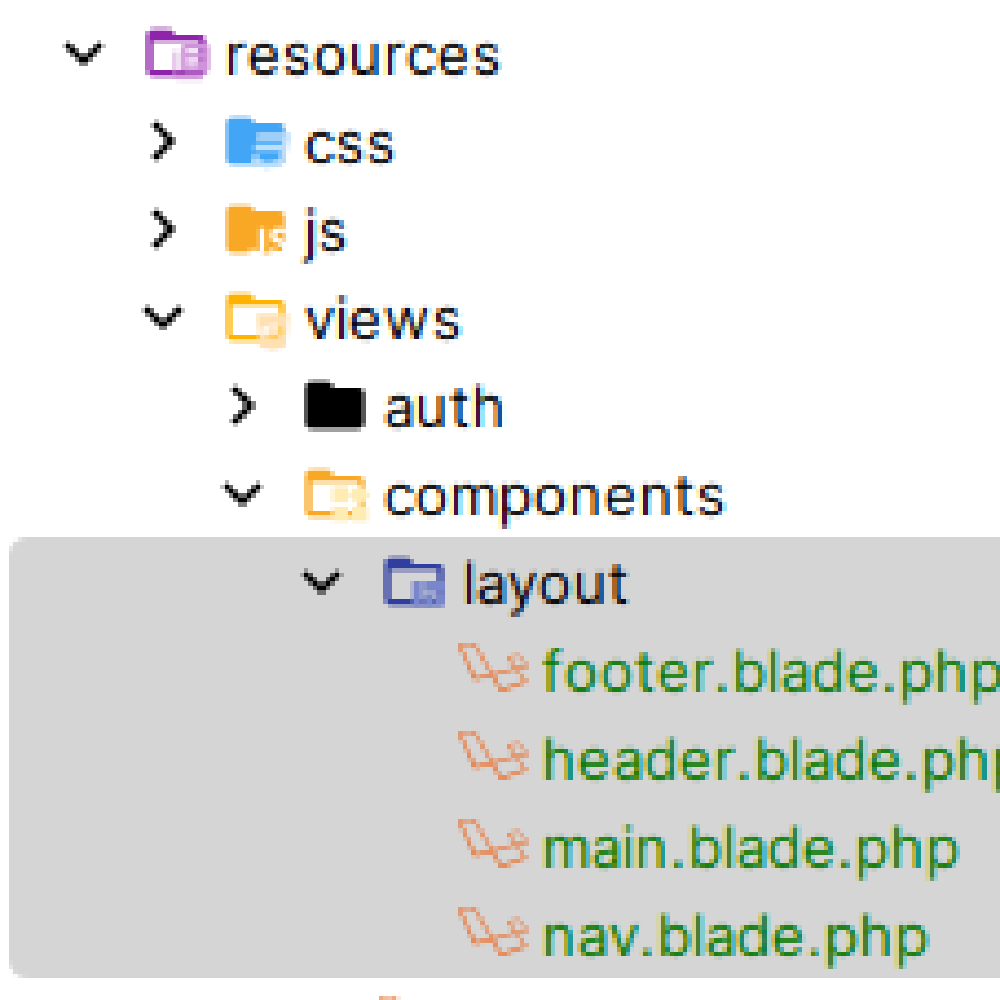 resources
css
js
views
auth
components
layout
footer.blade.php
header.blade.php
main.blade.php
nav.blade.php